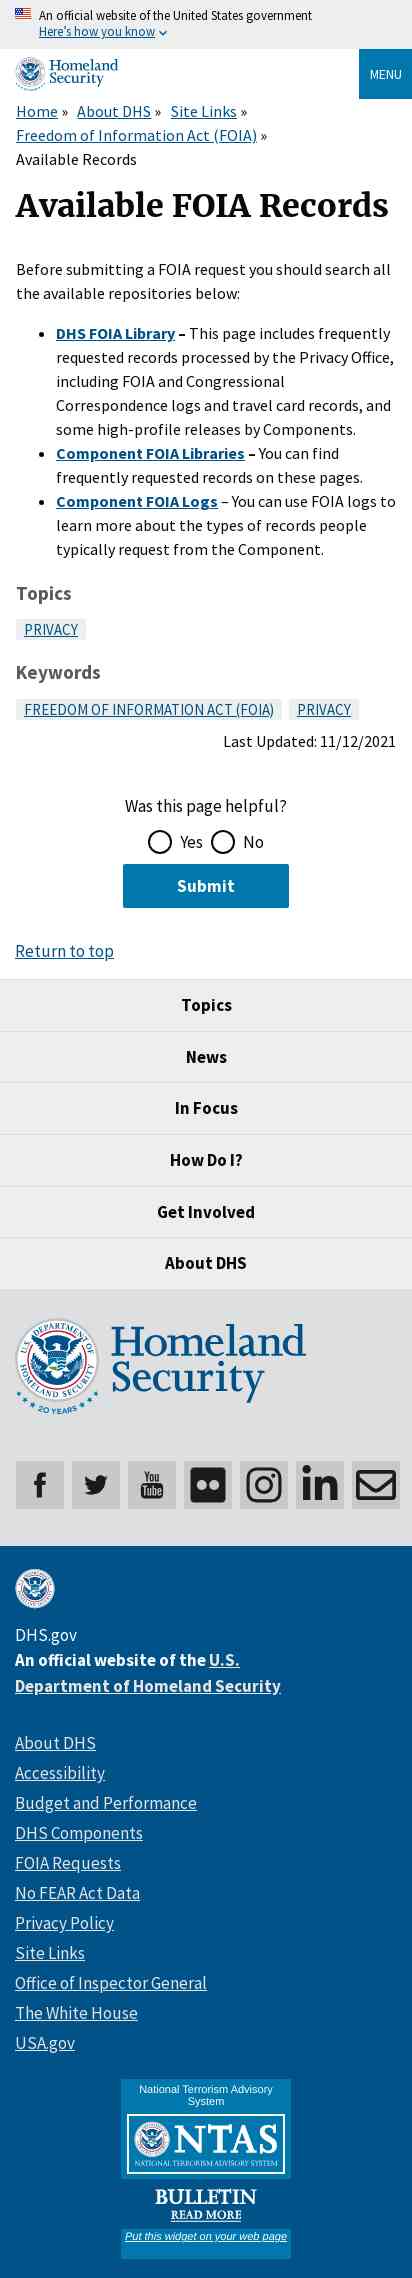 An official website of the United States government
Here's how you know
Homeland
Security
MENU
Home » About DHS » Site Links »
Freedom of Information Act (FOIA) »
Available Records
Available FOIA Records
Before submitting a FOIA request you should search all
the available repositories below:
• DHS FOIA Library – This page includes frequently
requested records processed by the Privacy Office,
including FOIA and Congressional
Correspondence logs and travel card records, and
some high-profile releases by Components.
• Component FOIA Libraries – You can find
frequently requested records on these pages.
• Component FOIA Logs – You can use FOIA logs to
learn more about the types of records people
typically request from the Component.
Topics
PRIVACY
Keywords
FREEDOM OF INFORMATION ACT (FOIA) PRIVACY
Last Updated: 11/12/2021
Was this page helpful?
Yes No
Submit
Return to top
Topics
News
In Focus
How Do I?
Get Involved
About DHS
U.S. DEPARTMENT OF HOMELAND SECURITY
20 YEARS
Homeland
Security
You
Tube
in
DHS.gov
An official website of the U.S.
Department of Homeland Security
About DHS
Accessibility
Budget and Performance
DHS Components
FOIA Requests
No FEAR Act Data
Privacy Policy
Site Links
Office of Inspector General
The White House
USA.gov
National Terrorism Advisory
System
NTAS
NATIONAL TERRORISM ADVISORY SYSTEM
BULLETIN
READ MORE
Put this widget on your web page